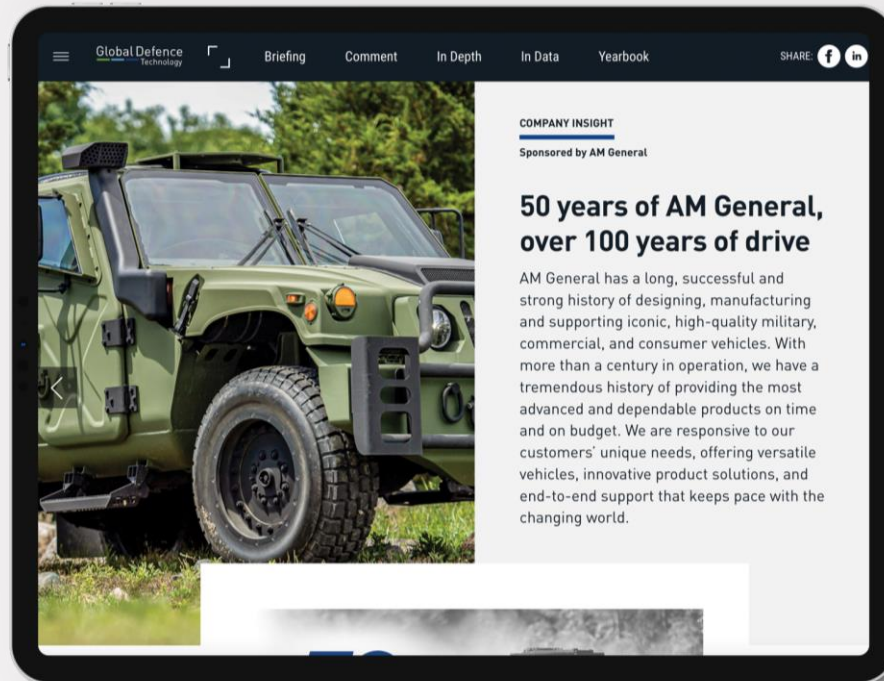 Global Defence
Technology
Briefing
Comment
In Depth
In Data
Yearbook
SHARE:
f
in
COMPANY INSIGHT
Sponsored by AM General
50 years of AM General,
over 100 years of drive
AM General has a long, successful and
strong history of designing, manufacturing
and supporting iconic, high-quality military,
commercial, and consumer vehicles. With
more than a century in operation, we have a
tremendous history of providing the most
advanced and dependable products on time
and on budget. We are responsive to our
customers’ unique needs, offering versatile
vehicles, innovative product solutions, and
end-to-end support that keeps pace with the
changing world.